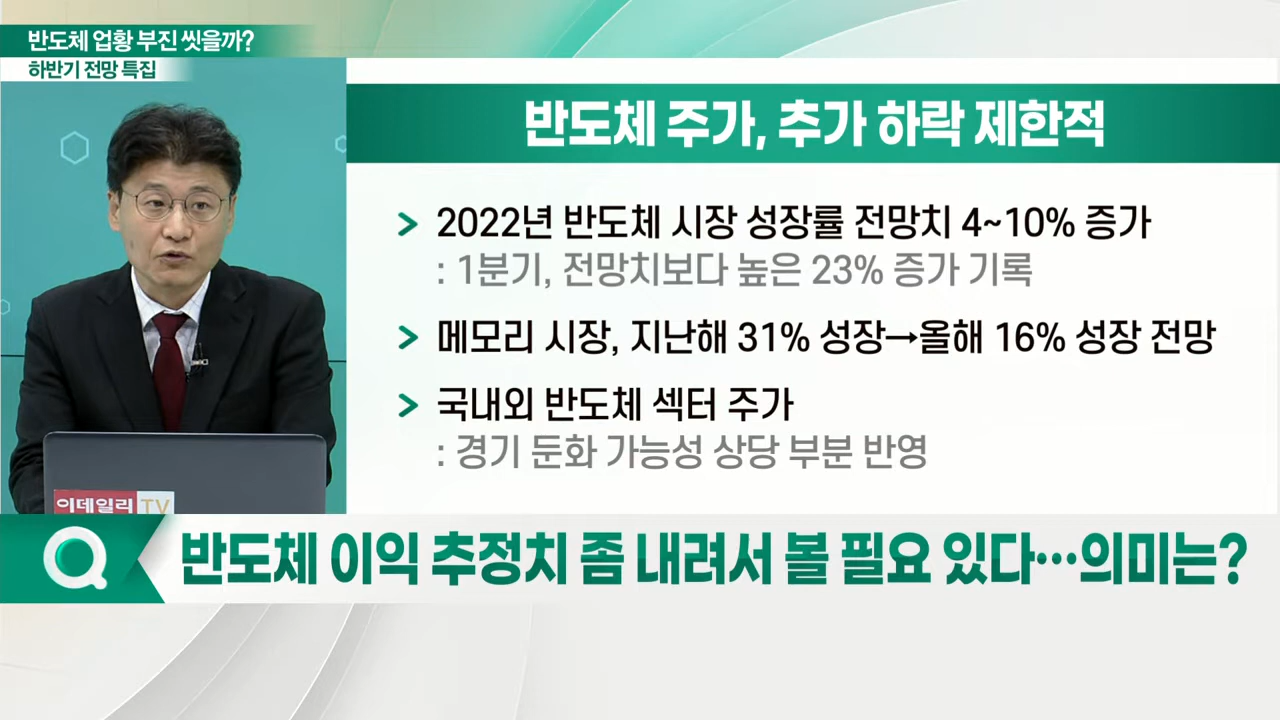 반도체 업황 부진 씻을까?
하반기 전망 특집
반도체 주가, 추가 하락 제한적
> 2022년 반도체 시장 성장률 전망치 4~10% 증가
: 1분기, 전망치보다 높은 23% 증가 기록
> 메모리 시장, 지난해 31% 성장→올해 16% 성장 전망
> 국내외 반도체 섹터 주가
: 경기 둔화 가능성 상당 부분 반영
이데일리 TV
Q 반도체 이익 추정치 좀 내려서 볼 필요 있다…의미는?